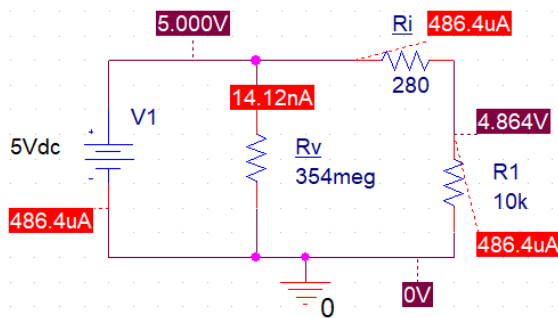 5.000V
Ri
486.4uA
280
14.12nA
V1
5Vdc
Rv
354meg
4.864V
R1
10k
486.4uA
486.4uA
0V
0